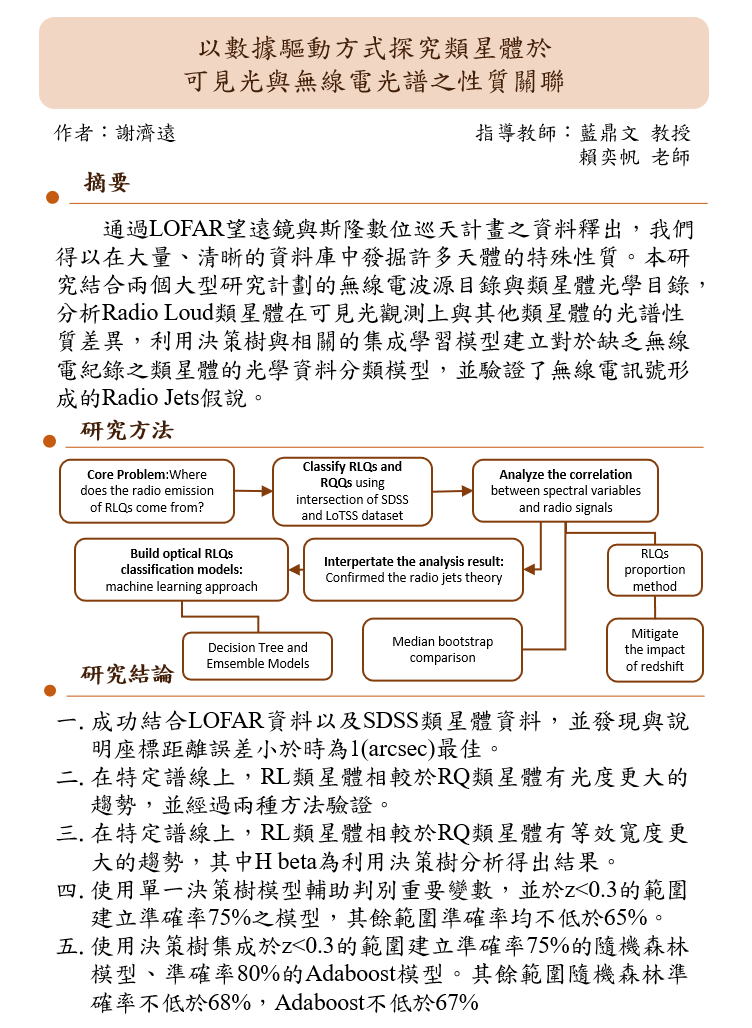 以數據驅動方式探究類星體於
可見光與無線電光譜之性質關聯
作者：謝濟遠
指導教師：藍鼎文 教授
賴奕帆 老師
摘要
通過LOFAR望遠鏡與斯隆數位巡天計畫之資料釋出，我們
得以在大量、清晰的資料庫中發掘許多天體的特殊性質。本研
究結合兩個大型研究計劃的無線電波源目錄與類星體光學目錄，
分析Radio Loud類星體在可見光觀測上與其他類星體的光譜性
質差異，利用決策樹與相關的集成學習模型建立對於缺乏無線
電紀錄之類星體的光學資料分類模型，並驗證了無線電訊號形
成的Radio Jets假說。
研究方法
Core Problem:Where
does the radio emission
of RLQs come from?
Classify RLQs and
RQQs using
intersection of SDSS
and LoTSS dataset
Analyze the correlation
between spectral variables
and radio signals
Build optical RLQs
classification models:
machine learning approach
Interpertate the analysis result:
Confirmed the radio jets theory
RLQs
proportion
method
Decision Tree and
Emsemble Models
Median bootstrap
comparison
Mitigate
the impact
of redshift
研究結論
一. 成功結合LOFAR資料以及SDSS類星體資料，並發現與說
明座標距離誤差小於時為1(arcsec)最佳。
二. 在特定譜線上，RL類星體相較於RQ類星體有光度更大的
趨勢，並經過兩種方法驗證。
三. 在特定譜線上，RL類星體相較於RQ類星體有等效寬度更
大的趨勢，其中H beta為利用決策樹分析得出結果。
四. 使用單一決策樹模型輔助判別重要變數，並於z<0.3的範圍
建立準確率75%之模型，其餘範圍準確率均不低於65%。
五. 使用決策樹集成於z<0.3的範圍建立準確率75%的隨機森林
模型、準確率80%的Adaboost模型。其餘範圍隨機森林準
確率不低於68%，Adaboost不低於67%